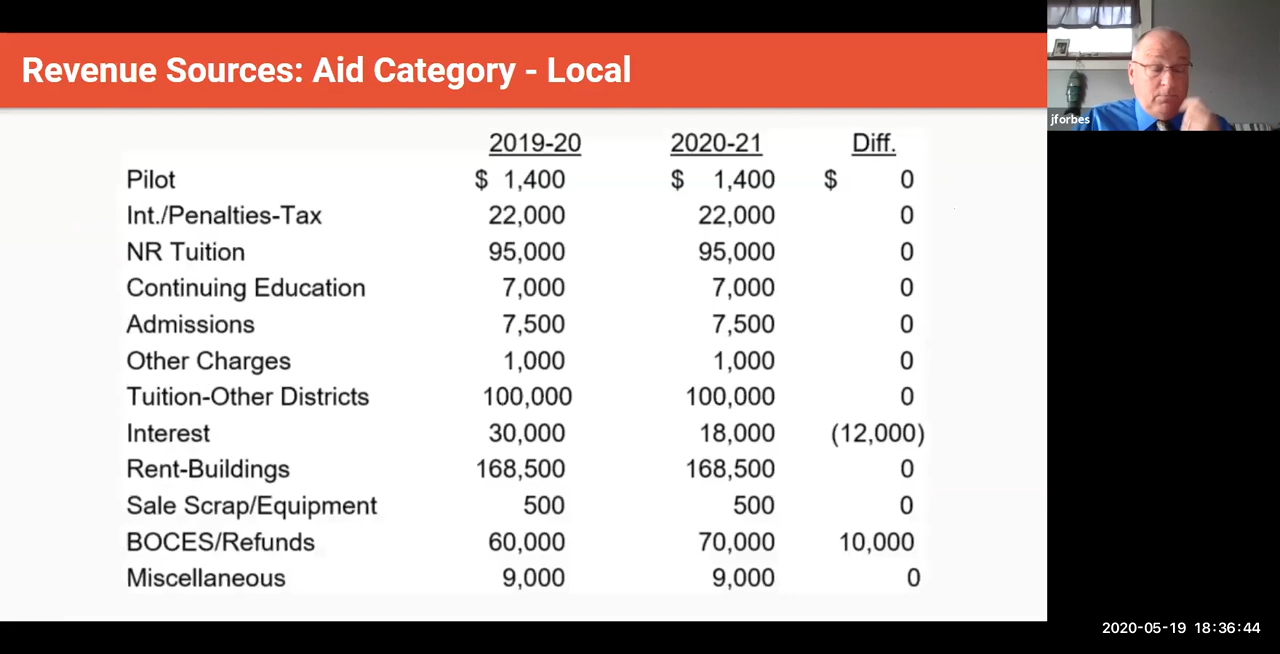 Revenue Sources: Aid Category - Local
jforbes
2019-20 2020-21 Diff.
Pilot $ 1,400 $ 1,400 $ 0
Int./Penalties-Tax 22,000 22,000 0
NR Tuition 95,000 95,000 0
Continuing Education 7,000 7,000 0
Admissions 7,500 7,500 0
Other Charges 1,000 1,000 0
Tuition-Other Districts 100,000 100,000 0
Interest 30,000 18,000 (12,000)
Rent-Buildings 168,500 168,500 0
Sale Scrap/Equipment 500 500 0
BOCES/Refunds 60,000 70,000 10,000
Miscellaneous 9,000 9,000 0
2020-05-19 18:36:44